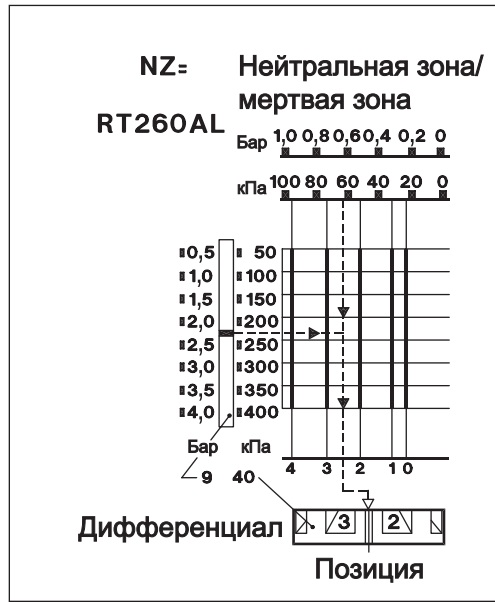 NZ= Нейтральная зона/
мертвая зона
RT260AL
Бар 1,0 0,8 0,6 0,4 0,2 0
кПа 100 80 60 40 20 0
0,5 50
1,0 100
1,5 150
2,0 200
2,5 250
3,0 300
3,5 350
4,0 400
Бар кПа 4 3 2 1 0
9 40
Дифференциал 3 2
Позиция